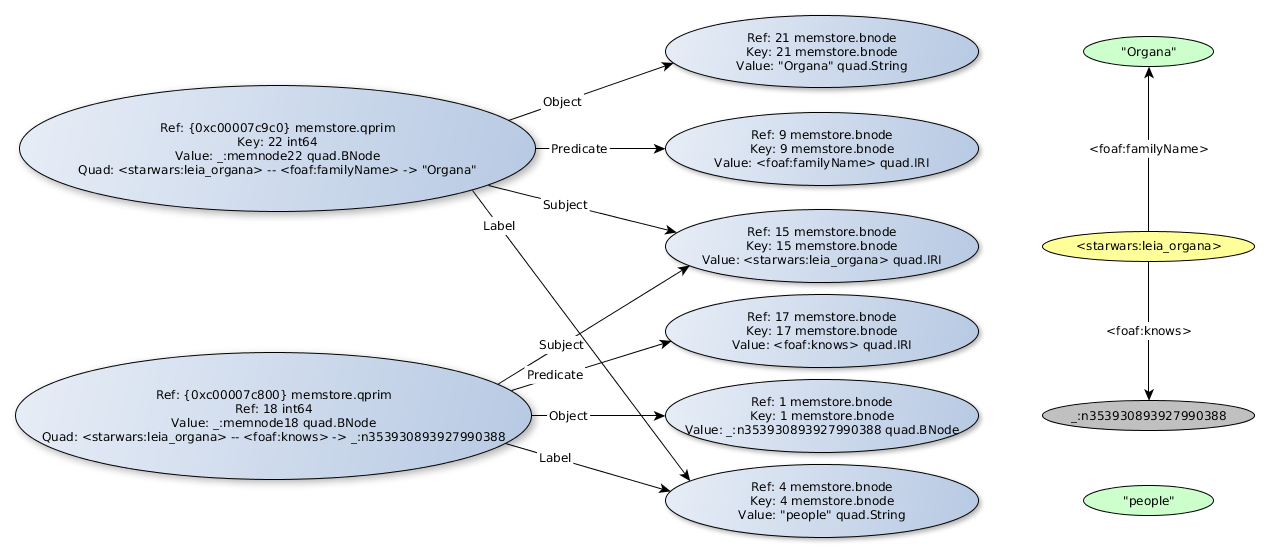 Ref: 21 memstore.bnode
Key: 21 memstore.bnode
Value: "Organa" quad.String
"Organa"
Object
Ref: {0xc00007c9c0} memstore.qprim
Key: 22 int64
Value: _:memnode22 quad.BNode
Quad: <starwars:leia_organa> -- <foaf:familyName> -> "Organa"
Predicate
Ref: 9 memstore.bnode
Key: 9 memstore.bnode
Value: <foaf:familyName> quad.IRI
<foaf:familyName>
Subject
Label
Ref: 15 memstore.bnode
Key: 15 memstore.bnode
Value: <starwars:leia_organa> quad.IRI
<starwars:leia_organa>
Ref: 17 memstore.bnode
Key: 17 memstore.bnode
Value: <foaf:knows> quad.IRI
<foaf:knows>
Subject
Predicate
Ref: {0xc00007c800} memstore.qprim
Ref: 18 int64
Value: _:memnode18 quad.BNode
Quad: <starwars:leia_organa> -- <foaf:knows> -> _:n353930893927990388
Object
Ref: 1 memstore.bnode
Key: 1 memstore.bnode
Value: _:n353930893927990388 quad.BNode
_:n353930893927990388
Label
Ref: 4 memstore.bnode
Key: 4 memstore.bnode
Value: "people" quad.String
"people"